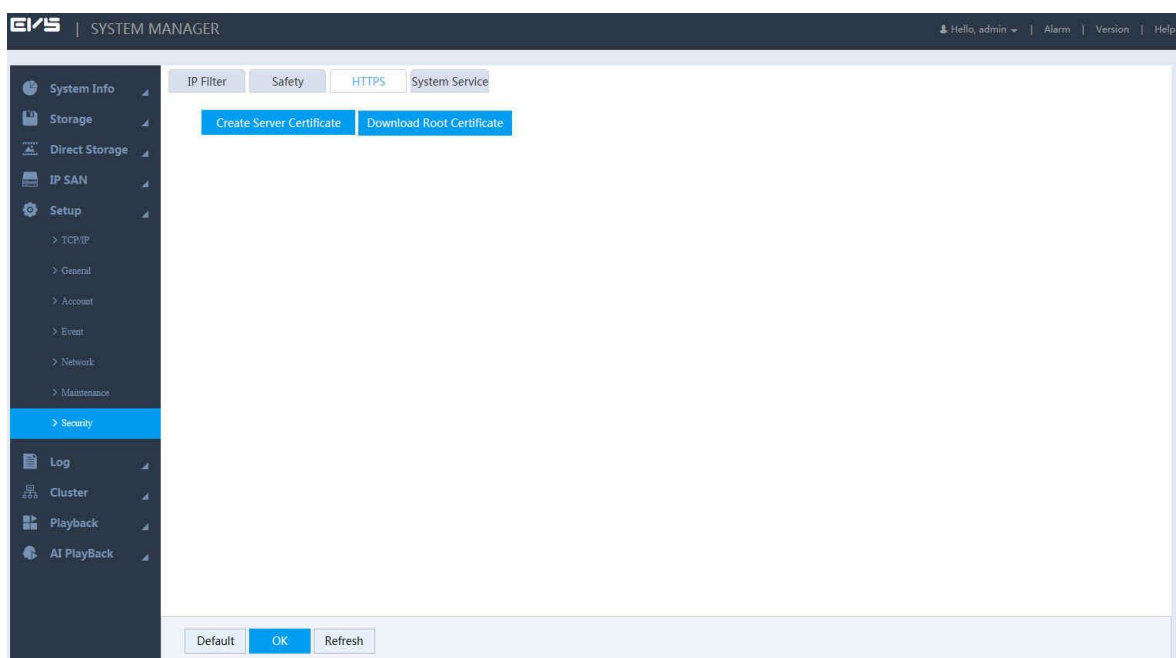 EVS | SYSTEM MANAGER
Hello, admin | Alarm | Version | Help
IP Filter Safety HTTPS System Service
Create Server Certificate Download Root Certificate
System Info
Storage
Direct Storage
IP SAN
Setup
> TCP/IP
> General
> Account
> Event
> Network
> Maintenance
> Security
Log
Cluster
Playback
AI PlayBack
Default OK Refresh